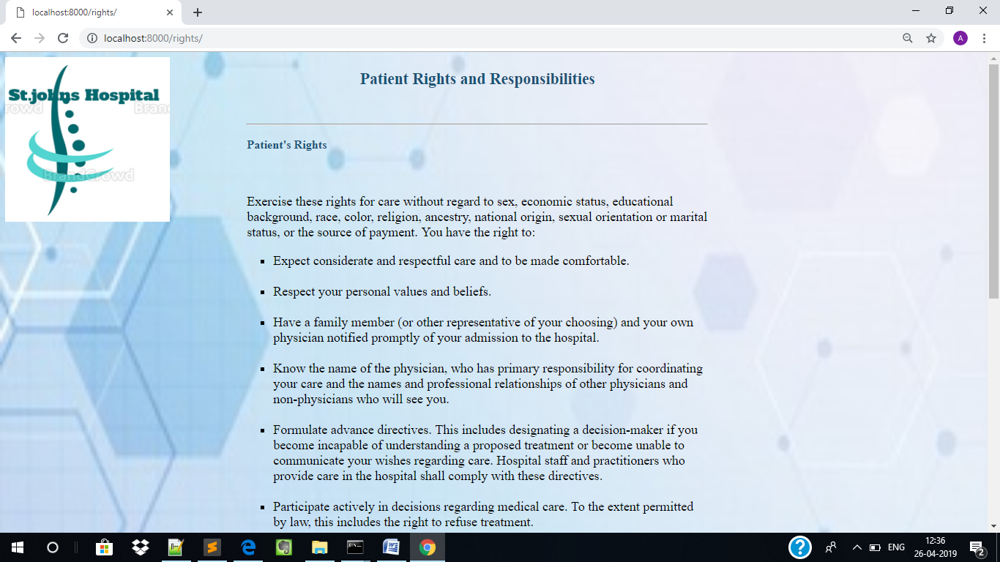 localhost:8000/rights/
localhost:8000/rights/
A
St.johns Hospital
BrandCrowd
Patient Rights and Responsibilities
Patient's Rights
Exercise these rights for care without regard to sex, economic status, educational
background, race, color, religion, ancestry, national origin, sexual orientation or marital
status, or the source of payment. You have the right to:
Expect considerate and respectful care and to be made comfortable.
Respect your personal values and beliefs.
Have a family member (or other representative of your choosing) and your own
physician notified promptly of your admission to the hospital.
Know the name of the physician, who has primary responsibility for coordinating
your care and the names and professional relationships of other physicians and
non-physicians who will see you.
Formulate advance directives. This includes designating a decision-maker if you
become incapable of understanding a proposed treatment or become unable to
communicate your wishes regarding care. Hospital staff and practitioners who
provide care in the hospital shall comply with these directives.
Participate actively in decisions regarding medical care. To the extent permitted
by law, this includes the right to refuse treatment.
ENG
12:36
26-04-2019
2